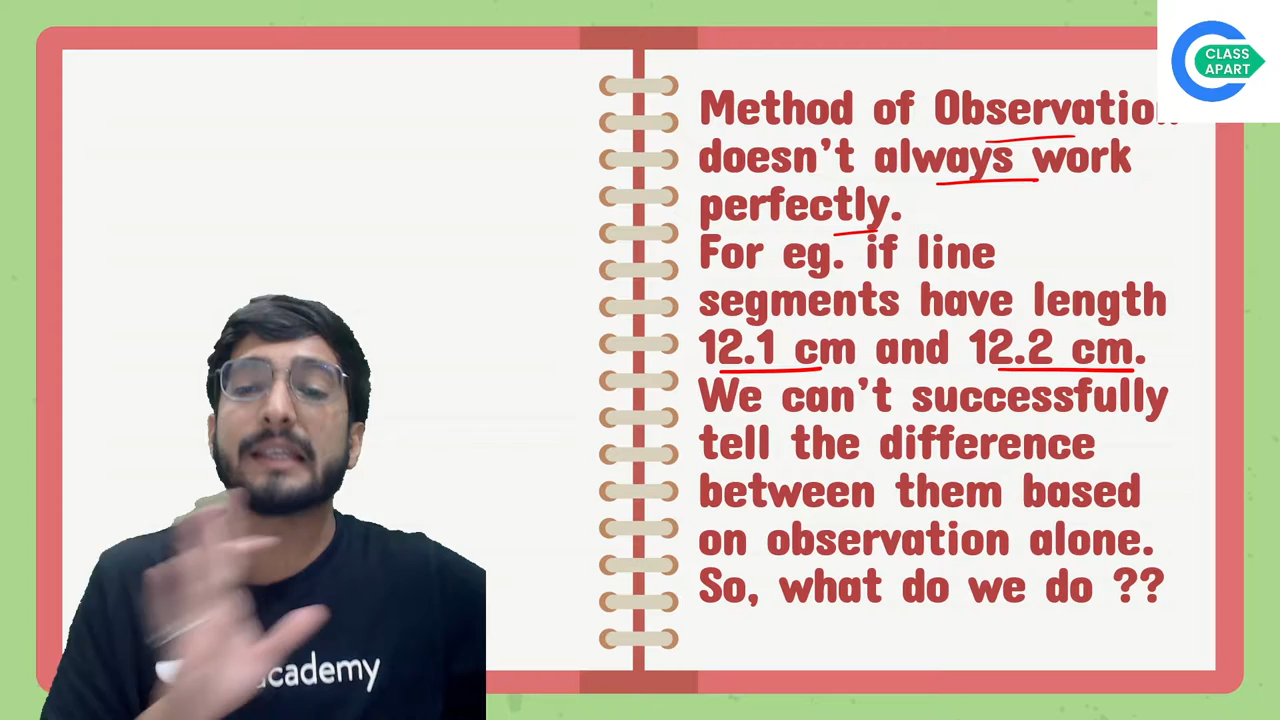 CLASS
APART
Method of Observation
doesn't always work
perfectly.
For eg. if line
segments have length
12.1 cm and 12.2 cm.
We can't successfully
tell the difference
between them based
on observation alone.
So, what do we do ??
academy